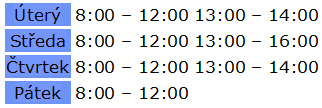 Úterý 8:00 – 12:00 13:00 – 14:00
Středa 8:00 – 12:00 13:00 – 16:00
Čtvrtek 8:00 – 12:00 13:00 – 14:00
Pátek 8:00 – 12:00